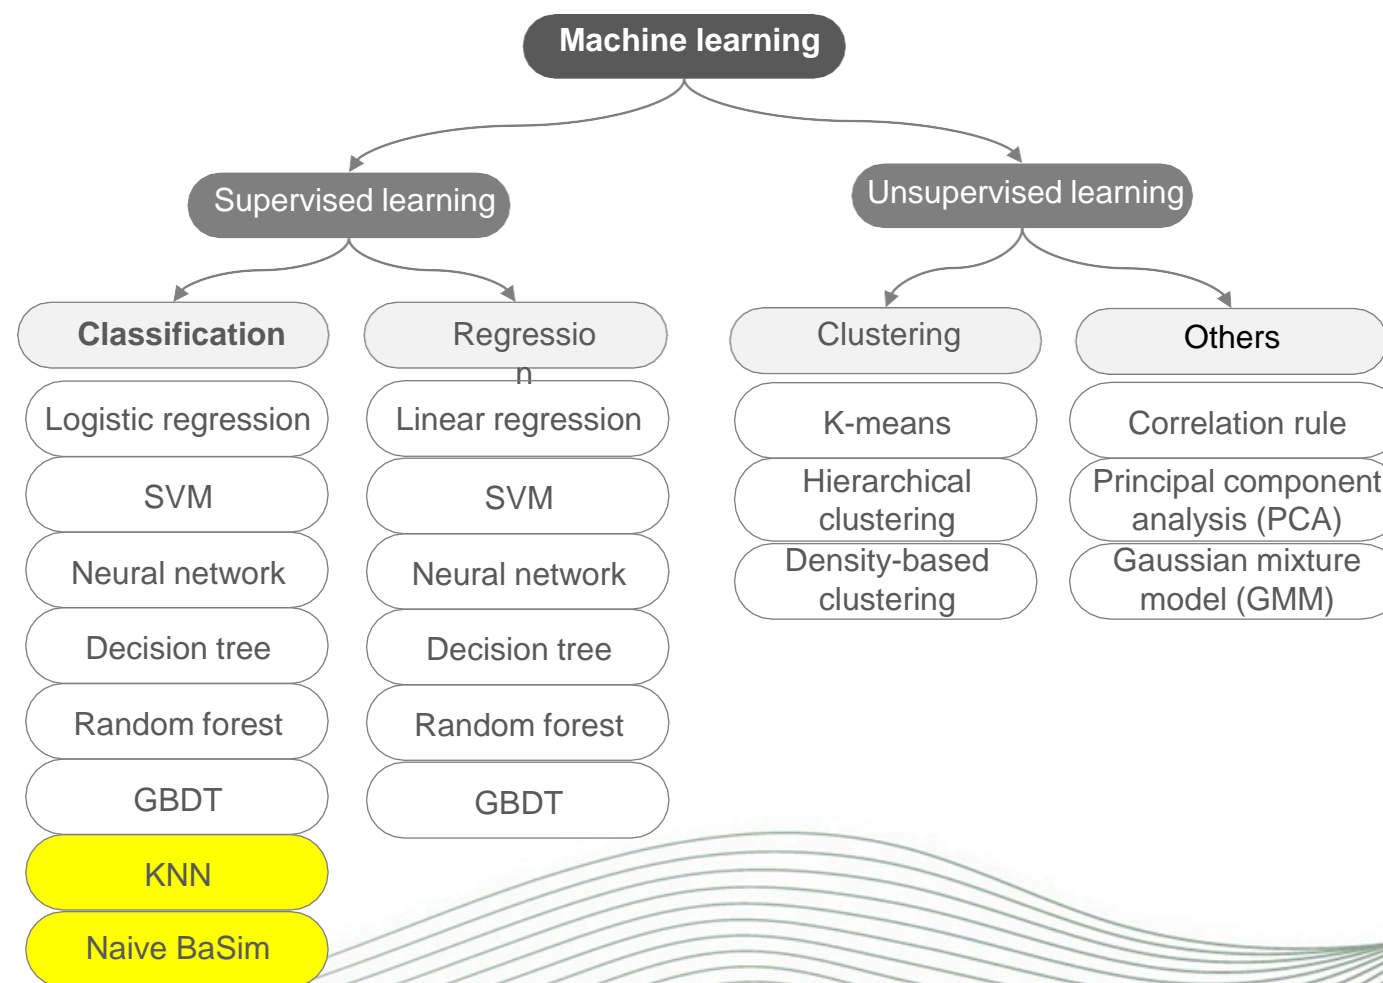 Machine learning
Supervised learning
Unsupervised learning
Classification
Regressio
n
Clustering
Others
Logistic regression
SVM
Neural network
Decision tree
Random forest
GBDT
KNN
Naive BaSim
Linear regression
SVM
Neural network
Decision tree
Random forest
GBDT
K-means
Hierarchical
clustering
Density-based
clustering
Correlation rule
Principal component
analysis (PCA)
Gaussian mixture
model (GMM)